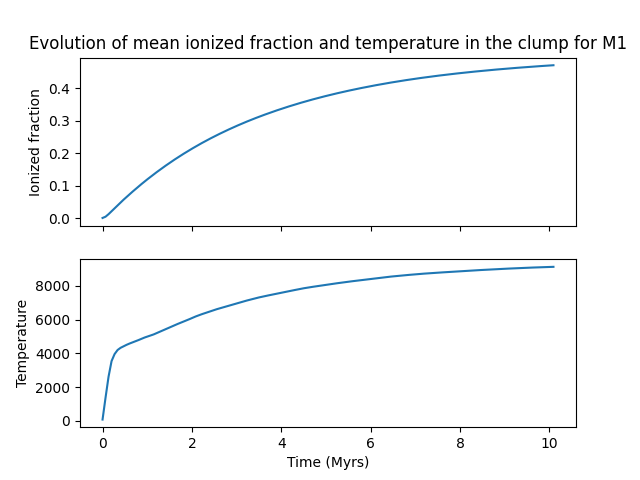 Evolution of mean ionized fraction and temperature in the clump for M1
Ionized fraction
0.4
0.3
0.2
0.1
0.0
Temperature
8000
6000
4000
2000
0
0 2 4 6 8 10
Time (Myrs)